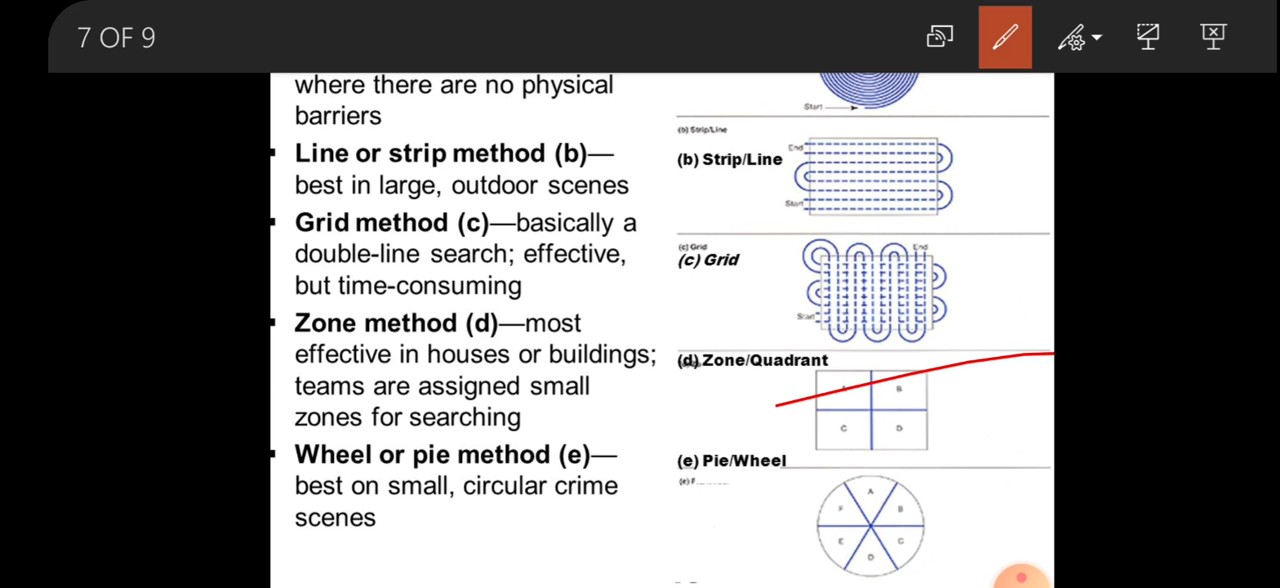 7 OF 9
where there are no physical
barriers
Line or strip method (b)—
best in large, outdoor scenes
Grid method (c)—basically a
double-line search; effective,
but time-consuming
Zone method (d)—most
effective in houses or buildings;
teams are assigned small
zones for searching
Wheel or pie method (e)—
best on small, circular crime
scenes
Start
(b) Strip/Line
(b) Strip/Line
End
Start
(c) Grid
(c) Grid
End
Start
(d) Zone/Quadrant
A
B
C
D
(e) Pie/Wheel
(e)
A
F
B
E
C
D